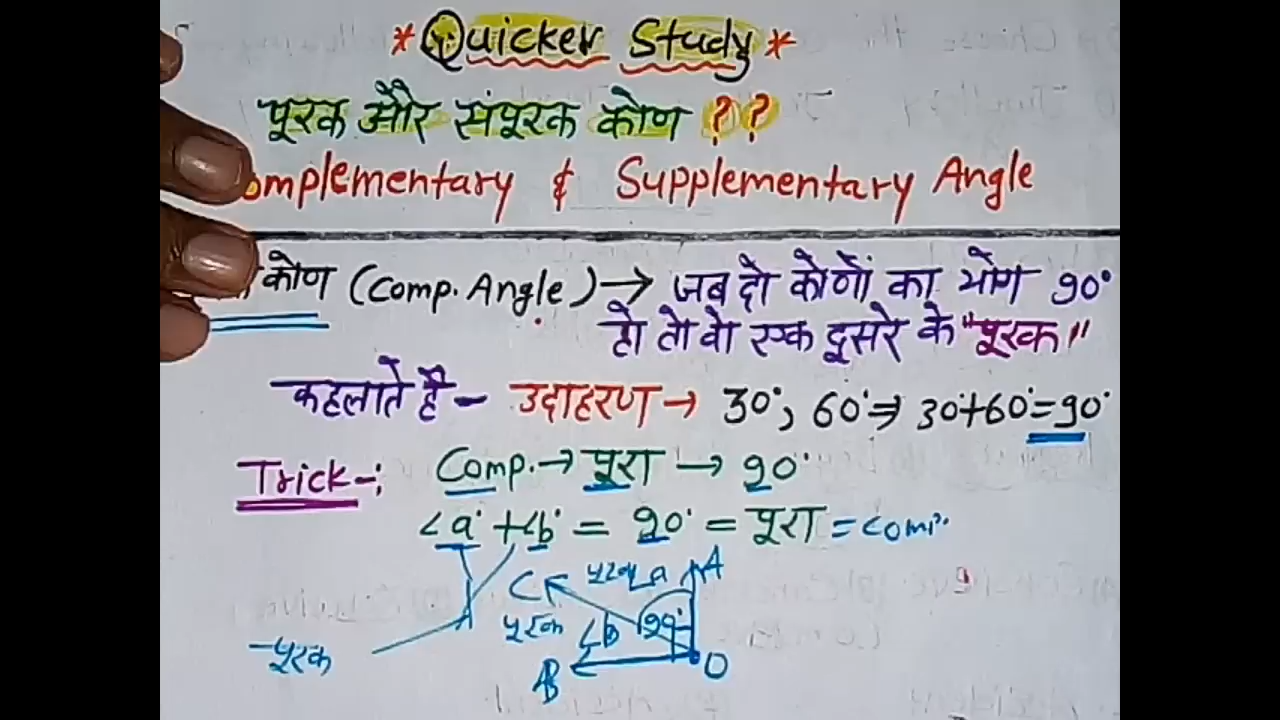 * Quicker Study *
पूरक और संपूरक कोण ??
omplementary & Supplementary Angle
कोण (Comp. Angle) → जब दो कोणों का योग 90°
हो तो वो एक दूसरे के "पूरक"
कहलाते है - उदाहरण → 30°, 60° ⇒ 30°+60°=90°
Trick-: Comp. → पूरा → 90°
∠a° + ∠b° = 90° = पूरा = comp.
C पूरक ∠a A
पूरक ∠b 90°
पूरक B O